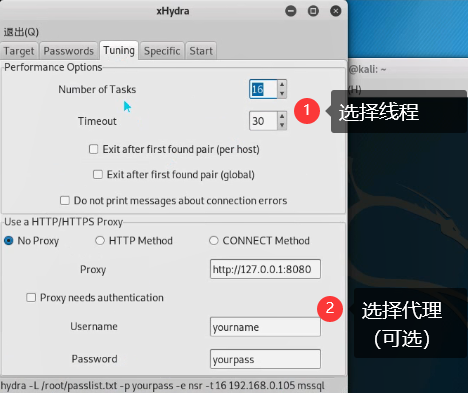 xHydra
退出(Q)
Target Passwords Tuning Specific Start
Performance Options
Number of Tasks 16
Timeout 30
Exit after first found pair (per host)
Exit after first found pair (global)
Do not print messages about connection errors
Use a HTTP/HTTPS Proxy
No Proxy HTTP Method CONNECT Method
Proxy http://127.0.0.1:8080
Proxy needs authentication
Username yourname
Password yourpass
hydra -L /root/passlist.txt -p yourpass -e nsr -t 16 192.168.0.105 mssql
@kali: ~
(H)
1 选择线程
2 选择代理
(可选)